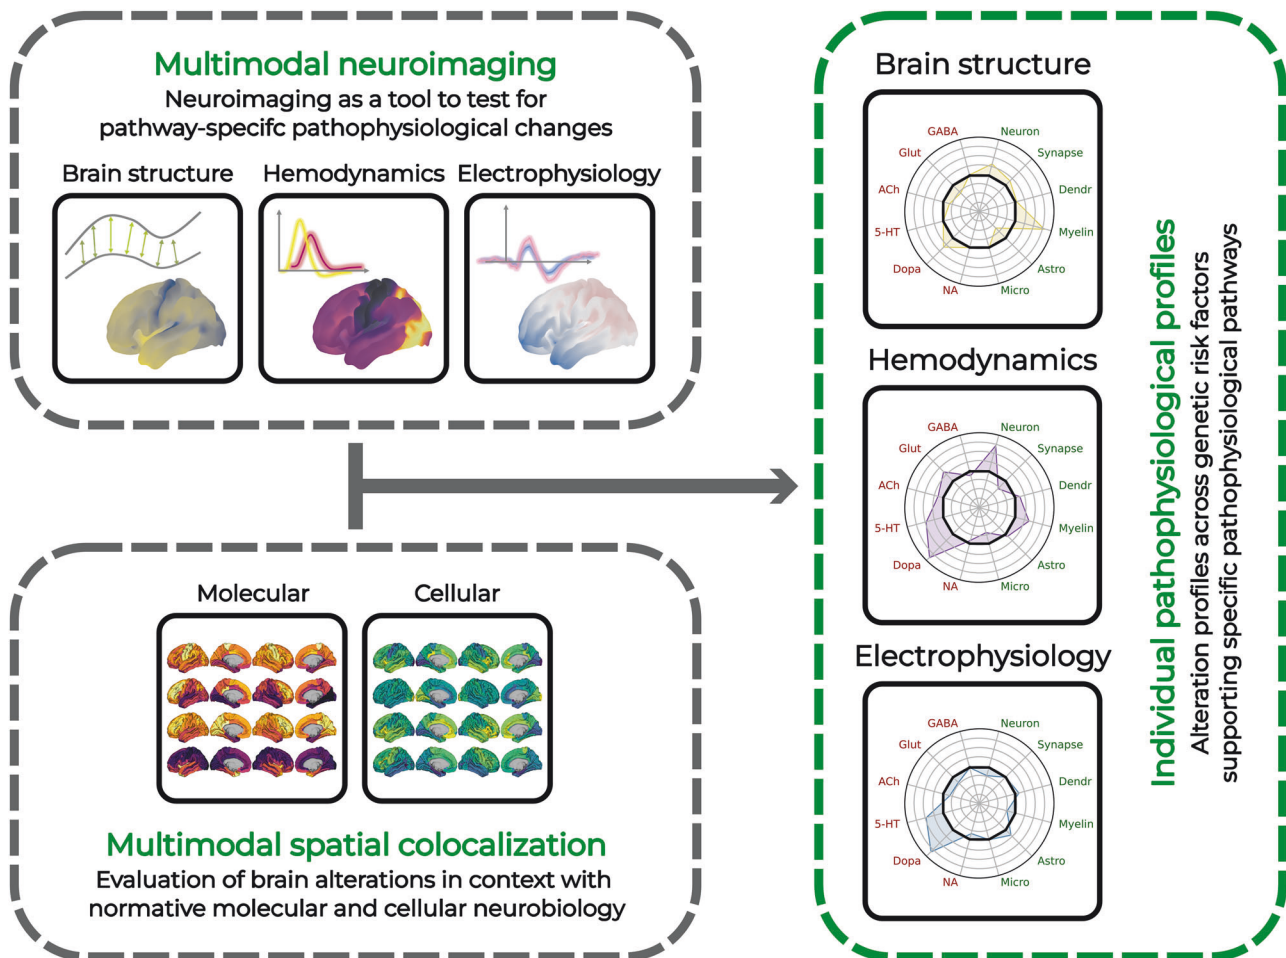 Multimodal neuroimaging
Neuroimaging as a tool to test for
pathway-specifc pathophysiological changes
Brain structure
Hemodynamics
Electrophysiology
Molecular
Cellular
Multimodal spatial colocalization
Evaluation of brain alterations in context with
normative molecular and cellular neurobiology
Brain structure
GABA
Neuron
Glut
Synapse
ACh
Dendr
5-HT
Myelin
Dopa
Astro
NA
Micro
Hemodynamics
GABA
Neuron
Glut
Synapse
ACh
Dendr
5-HT
Myelin
Dopa
Astro
NA
Micro
Electrophysiology
GABA
Neuron
Glut
Synapse
ACh
Dendr
5-HT
Myelin
Dopa
Astro
NA
Micro
Individual pathophysiological profiles
Alteration profiles across genetic risk factors
supporting specific pathophysiological pathways